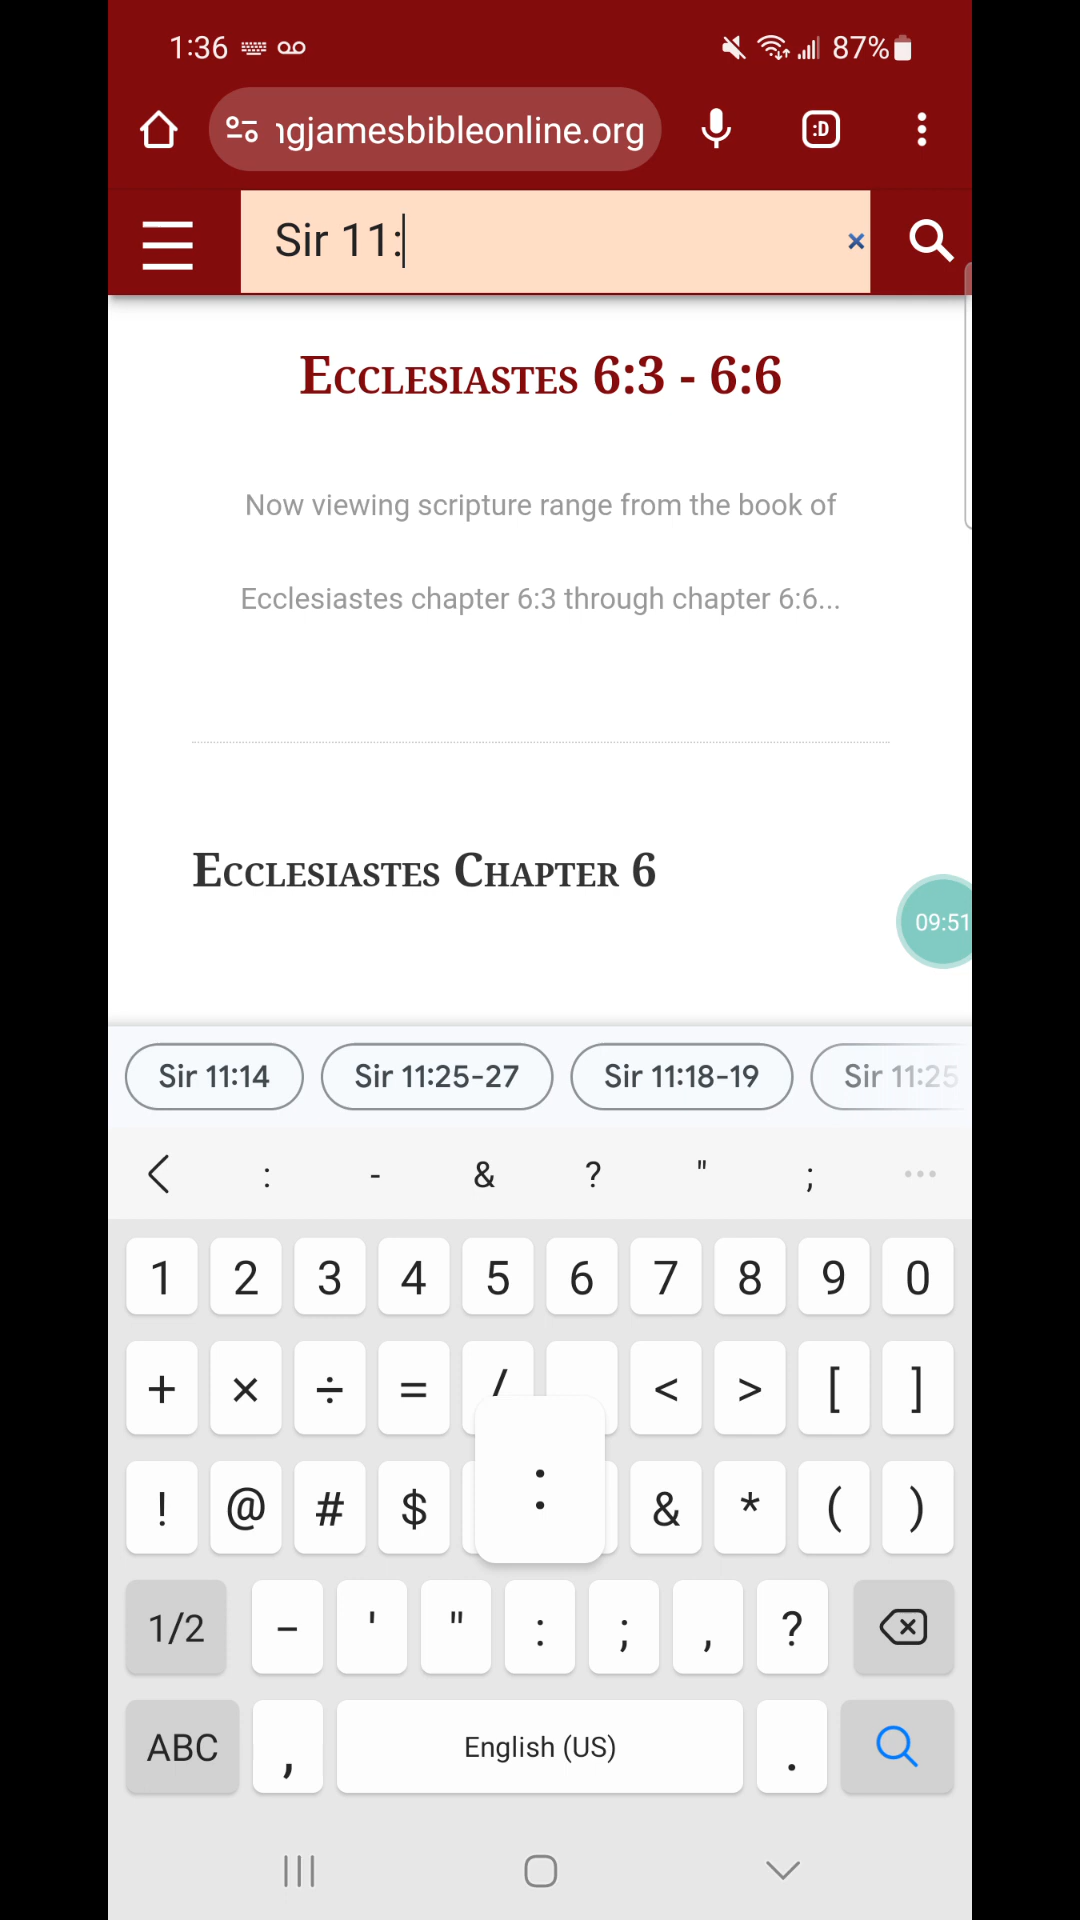 1:36 87%
ngjamesbibleonline.org :D
Sir 11: ×
Ecclesiastes 6:3 - 6:6
Now viewing scripture range from the book of
Ecclesiastes chapter 6:3 through chapter 6:6...
Ecclesiastes Chapter 6
09:51
Sir 11:14 Sir 11:25-27 Sir 11:18-19 Sir 11:25
: - & ? " ; ...
1 2 3 4 5 6 7 8 9 0
+ × ÷ = / < > [ ]
! @ # $ : & * ( )
1/2 - ' " : ; , ?
ABC , English (US) .